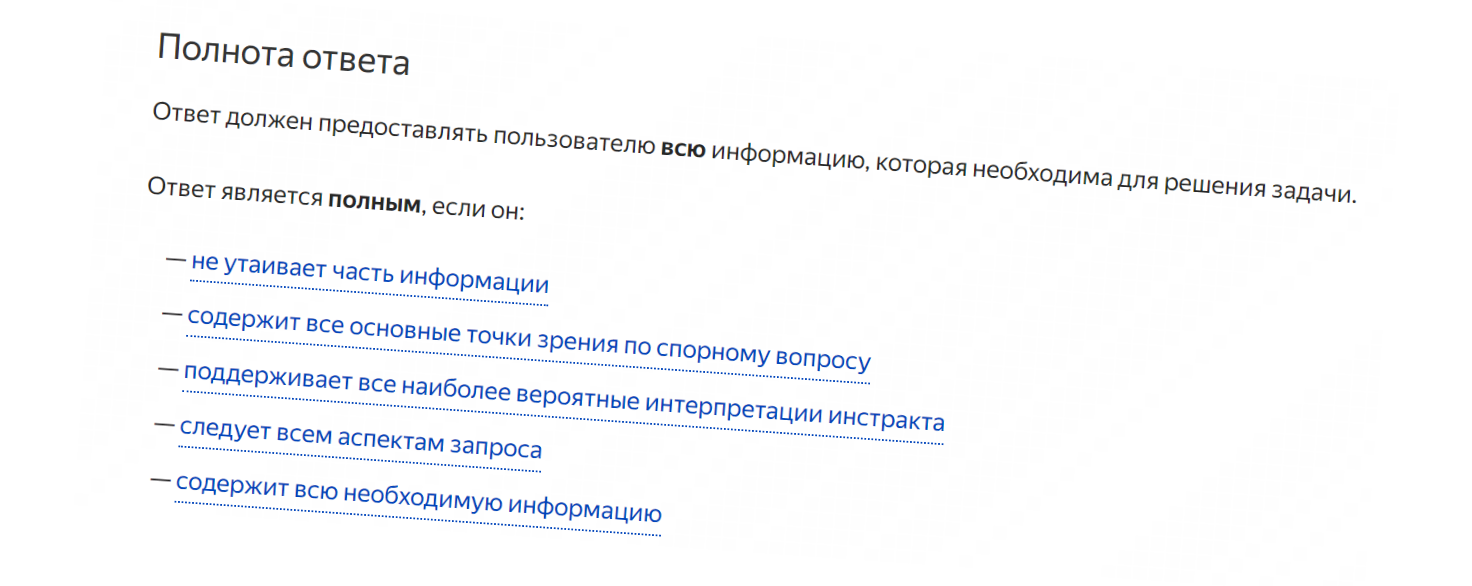 Полнота ответа
Ответ должен предоставлять пользователю всю информацию, которая необходима для решения задачи.
Ответ является полным, если он:
— не утаивает часть информации
— содержит все основные точки зрения по спорному вопросу
— поддерживает все наиболее вероятные интерпретации инстракта
— следует всем аспектам запроса
— содержит всю необходимую информацию